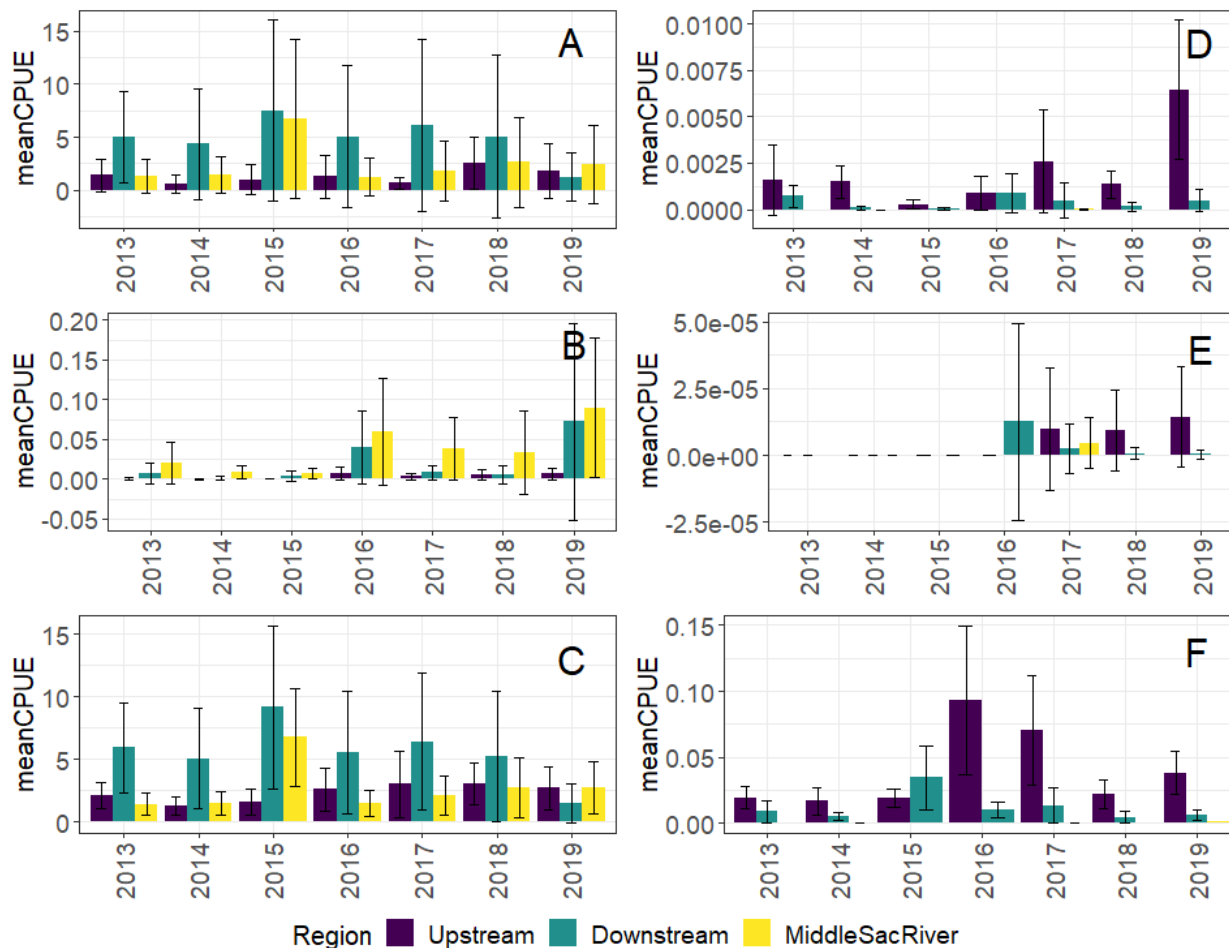 A
meanCPUE
15
10
5
0
2013 2014 2015 2016 2017 2018 2019
D
meanCPUE
0.0100
0.0075
0.0050
0.0025
0.0000
2013 2014 2015 2016 2017 2018 2019
B
meanCPUE
0.20
0.15
0.10
0.05
0.00
-0.05
2013 2014 2015 2016 2017 2018 2019
E
meanCPUE
5.0e-05
2.5e-05
0.0e+00
-2.5e-05
2013 2014 2015 2016 2017 2018 2019
C
meanCPUE
15
10
5
0
2013 2014 2015 2016 2017 2018 2019
F
meanCPUE
0.15
0.10
0.05
0.00
2013 2014 2015 2016 2017 2018 2019
Region Upstream Downstream MiddleSacRiver